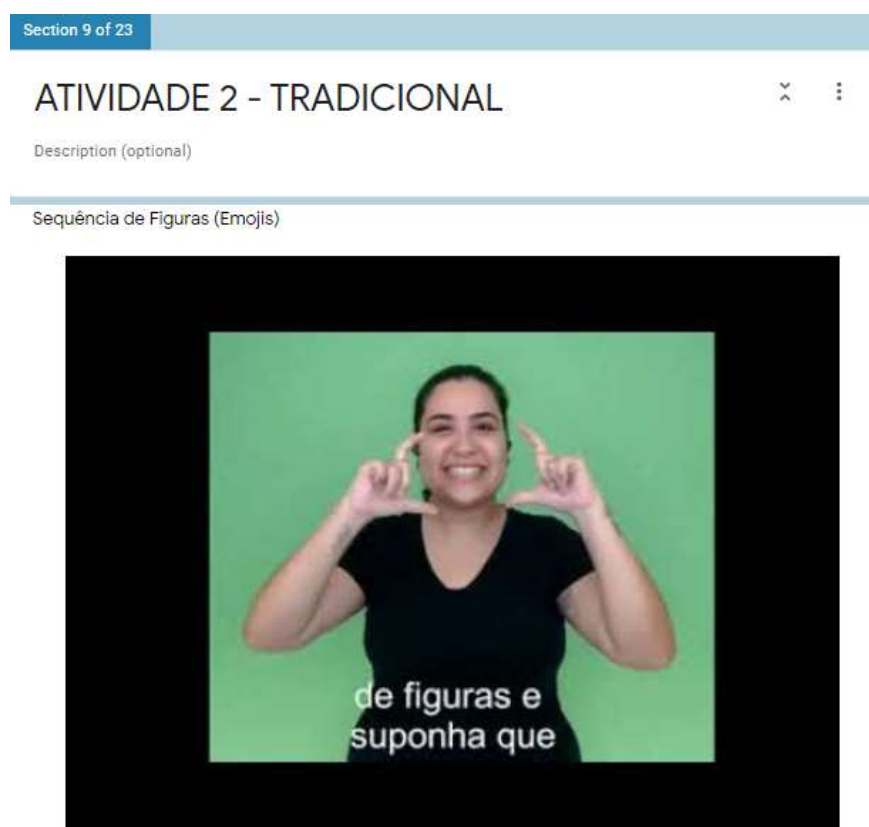 Section 9 of 23
ATIVIDADE 2 - TRADICIONAL
Description (optional)
Sequência de Figuras (Emojis)
de figuras e
suponha que